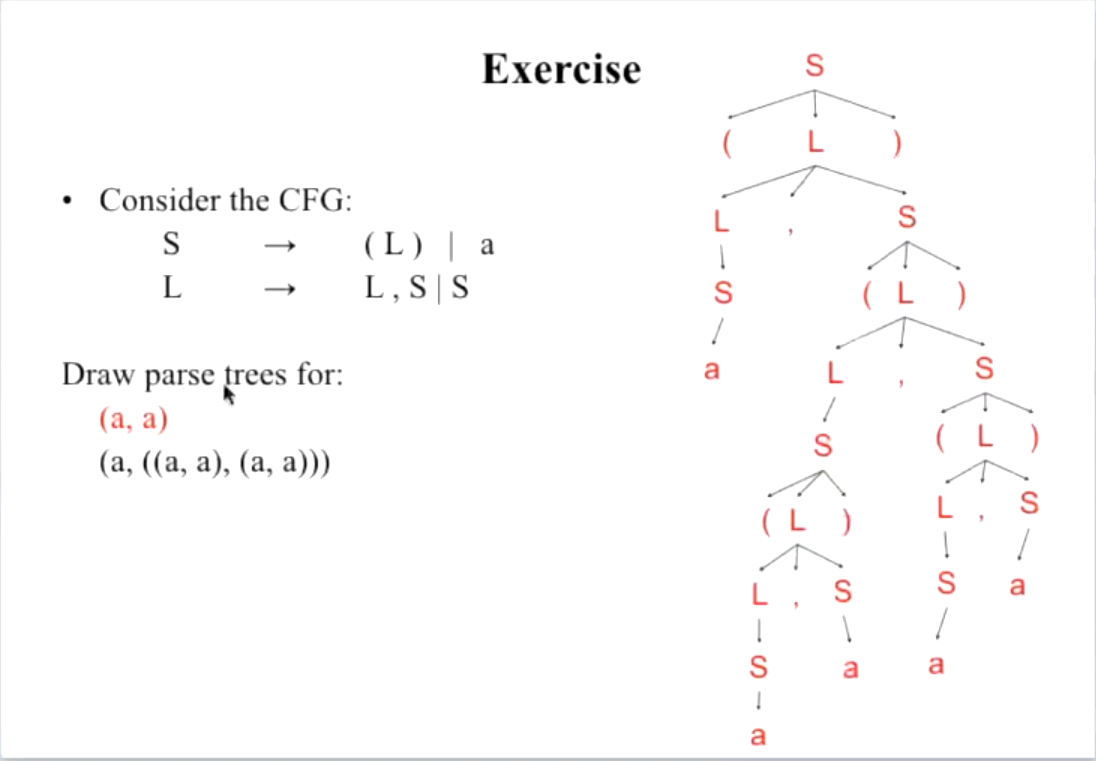 Exercise
• Consider the CFG:
S → ( L ) | a
L → L , S | S
Draw parse trees for:
(a, a)
(a, ((a, a), (a, a)))
S
( L )
L , S
S ( L )
a L , S
S ( L )
( L ) L , S
L , S S a
S a a
a